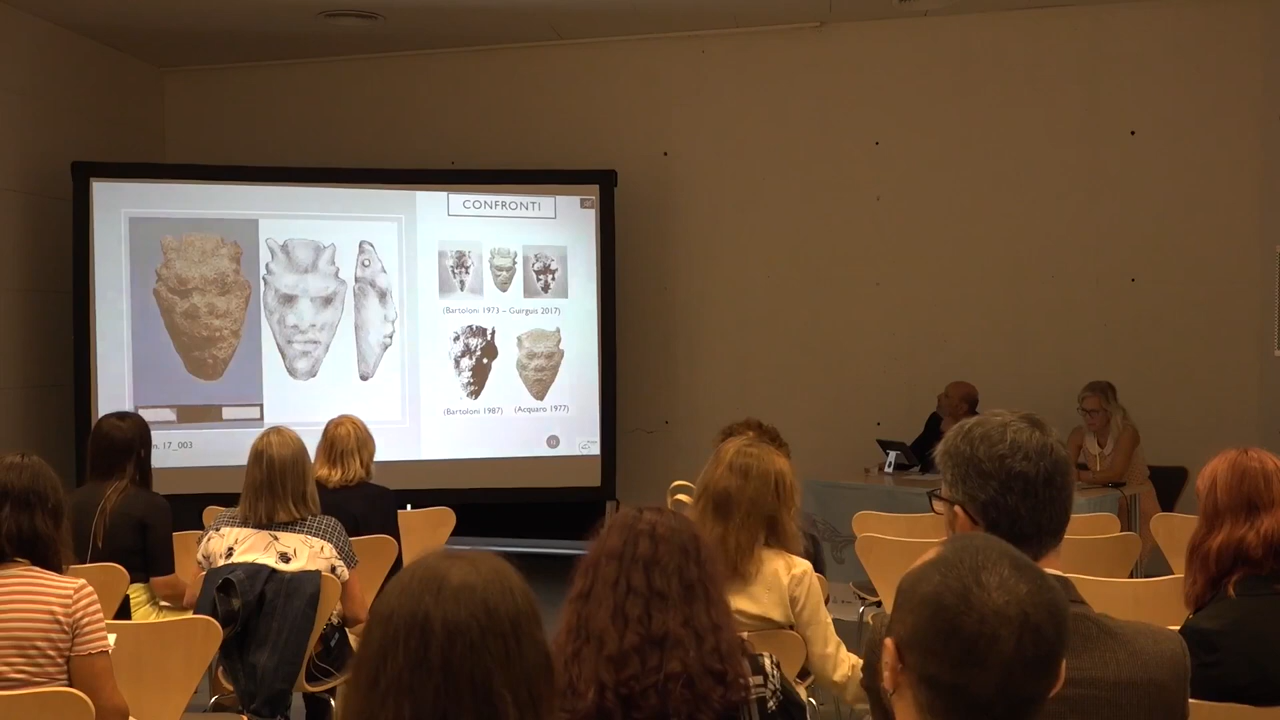 CONFRONTI
(Bartoloni 1973 – Guirguis 2017)
(Bartoloni 1987)
(Acquaro 1977)
n. 17_003